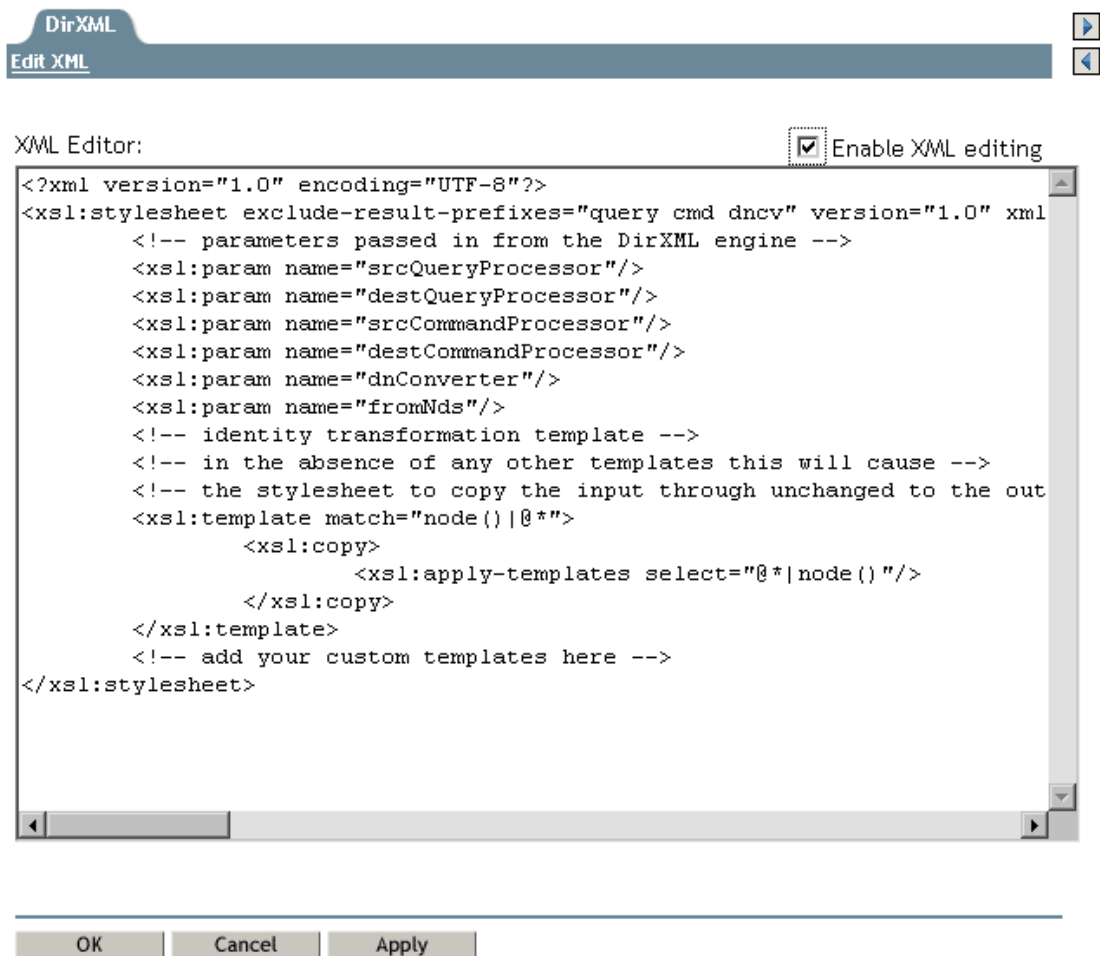 DirXML
Edit XML
XML Editor:
Enable XML editing
<?xml version="1.0" encoding="UTF-8"?>
<xsl:stylesheet exclude-result-prefixes="query cmd dncv" version="1.0" xml
<!-- parameters passed in from the DirXML engine -->
<xsl:param name="srcQueryProcessor"/>
<xsl:param name="destQueryProcessor"/>
<xsl:param name="srcCommandProcessor"/>
<xsl:param name="destCommandProcessor"/>
<xsl:param name="dnConverter"/>
<xsl:param name="fromNds"/>
<!-- identity transformation template -->
<!-- in the absence of any other templates this will cause -->
<!-- the stylesheet to copy the input through unchanged to the out
<xsl:template match="node()|@*">
<xsl:copy>
<xsl:apply-templates select="@*|node()"/>
</xsl:copy>
</xsl:template>
<!-- add your custom templates here -->
</xsl:stylesheet>
OK Cancel Apply